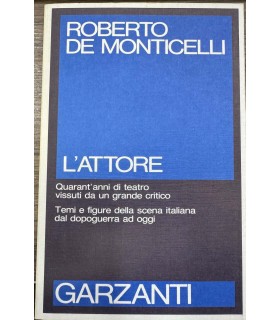 ROBERTO
DE MONTICELLI
L'ATTORE
Quarant'anni di teatro
vissuti da un grande critico
Temi e figure della scena italiana
dal dopoguerra ad oggi
GARZANTI